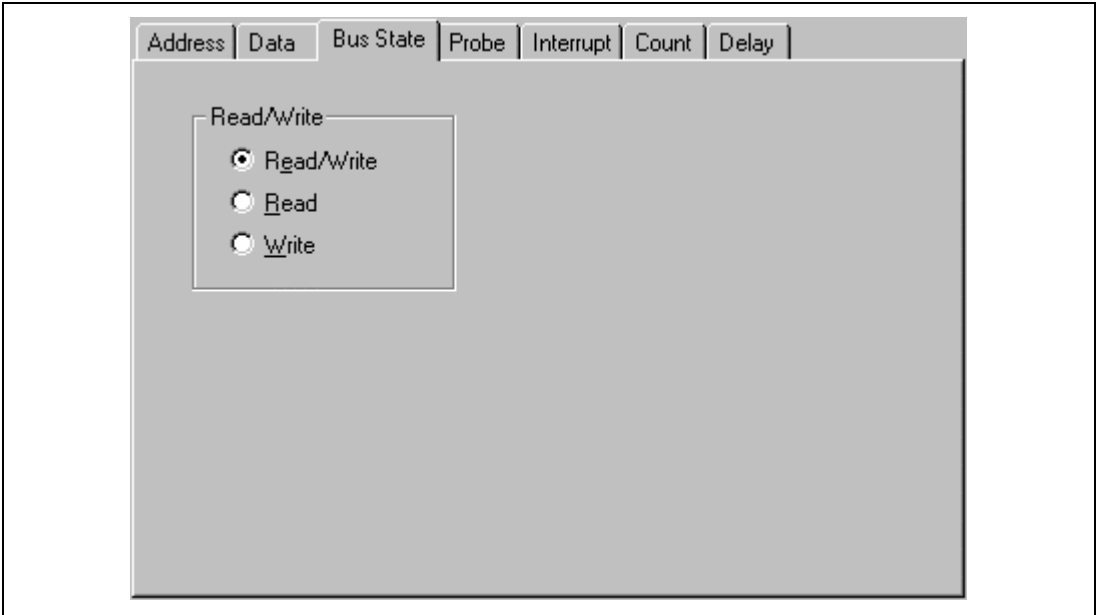 Address Data Bus State Probe Interrupt Count Delay
Read/Write
Read/Write
Read
Write